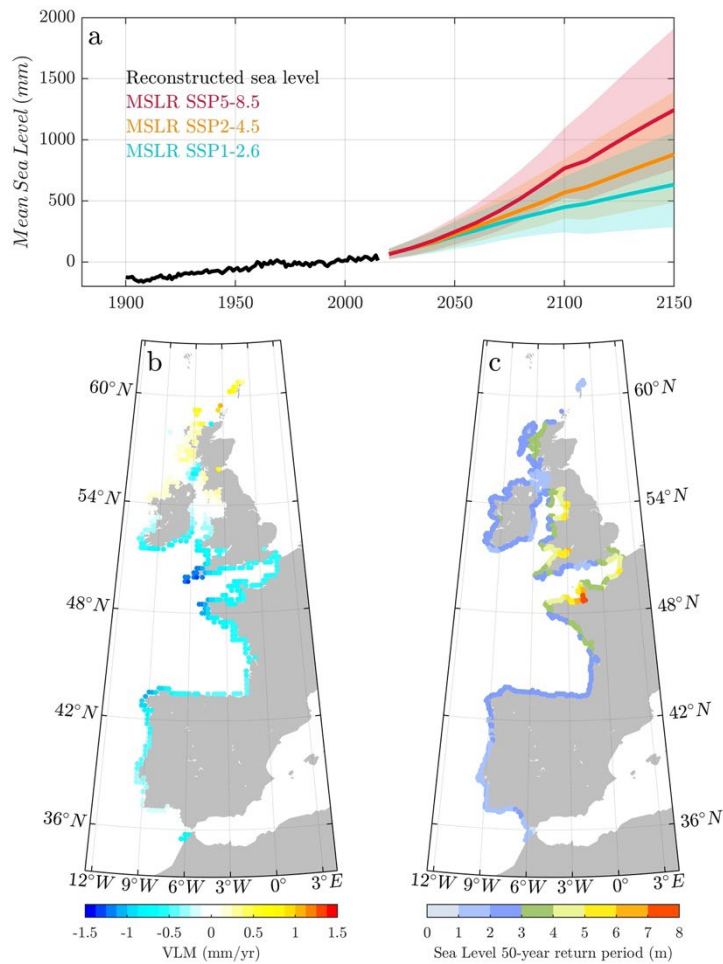 2000
a
1500
1000
500
0
Mean Sea Level (mm)
Reconstructed sea level
MSLR SSP5-8.5
MSLR SSP2-4.5
MSLR SSP1-2.6
1900 1950 2000 2050 2100 2150
b
60°N
54°N
48°N
42°N
36°N
12°W 9°W 6°W 3°W 0° 3°E
-1.5 -1 -0.5 0 0.5 1 1.5
VLM (mm/yr)
c
60°N
54°N
48°N
42°N
36°N
12°W 9°W 6°W 3°W 0° 3°E
0 1 2 3 4 5 6 7 8
Sea Level 50-year return period (m)